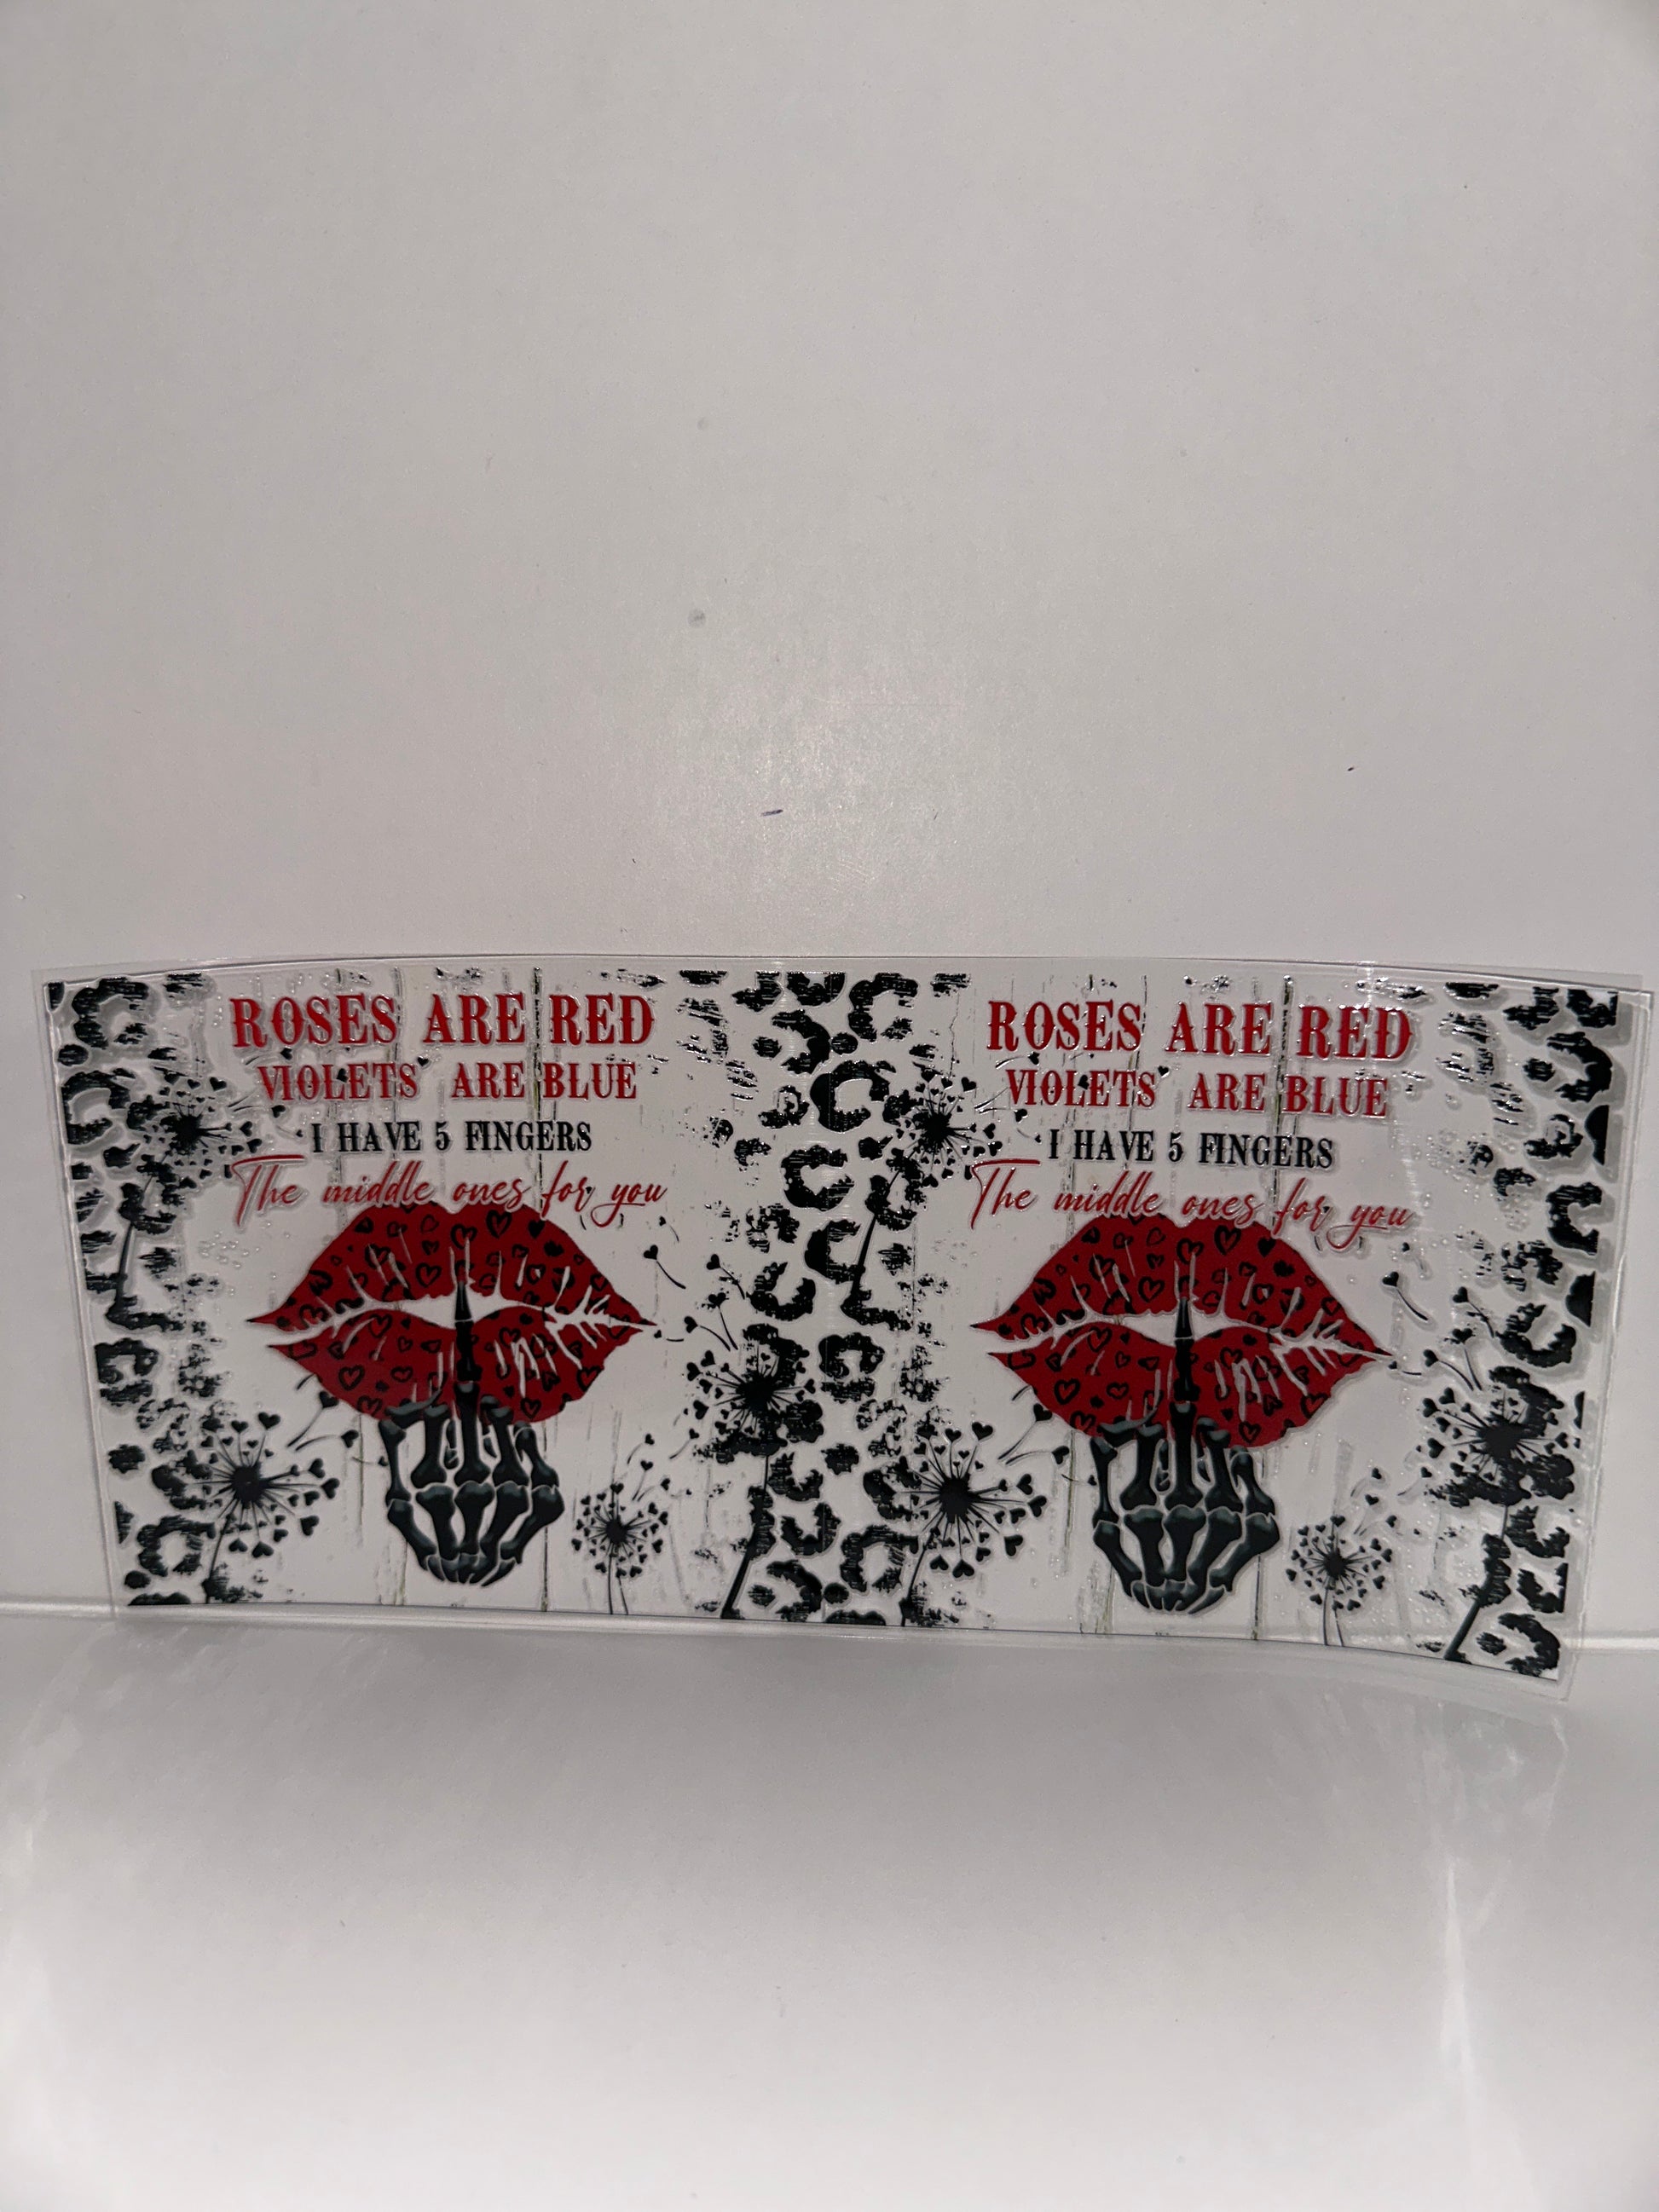 ROSES ARE RED
VIOLETS ARE BLUE
I HAVE 5 FINGERS
The middle ones for you
ROSES ARE RED
VIOLETS ARE BLUE
I HAVE 5 FINGERS
The middle ones for you